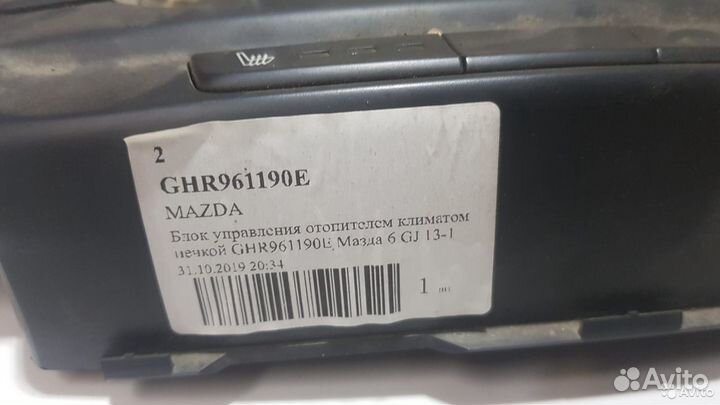 2
GHR961190E
MAZDA
Блок управления отопителем климатом
печкой GHR961190E Мазда 6 GJ 13-1
31.10.2019 20:34
1 шт
Avito